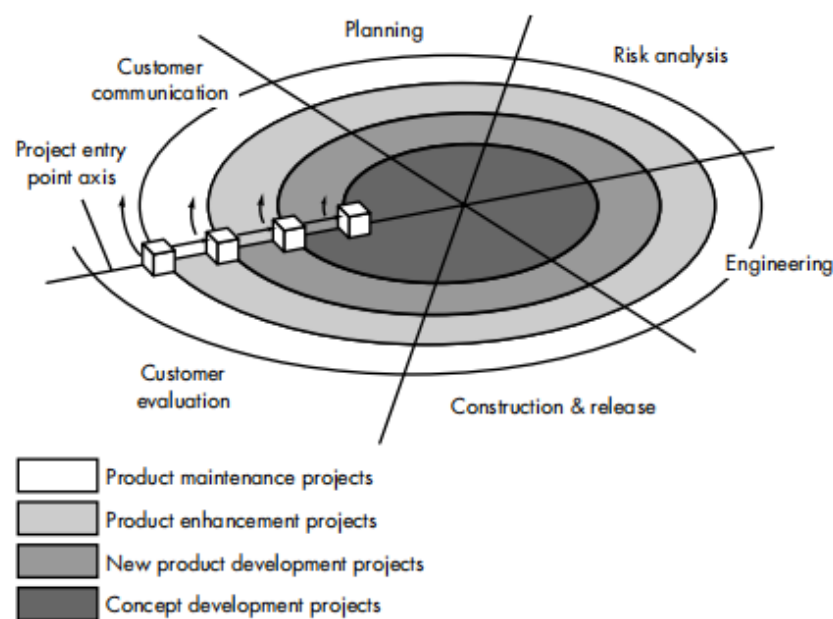 Planning
Risk analysis
Customer
communication
Project entry
point axis
Engineering
Customer
evaluation
Construction & release
Product maintenance projects
Product enhancement projects
New product development projects
Concept development projects